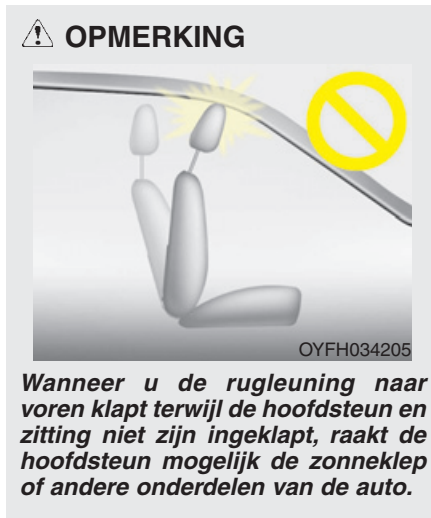 OPMERKING
OYFH034205
Wanneer u de rugleuning naar
voren klapt terwijl de hoofdsteun en
zitting niet zijn ingeklapt, raakt de
hoofdsteun mogelijk de zonneklep
of andere onderdelen van de auto.